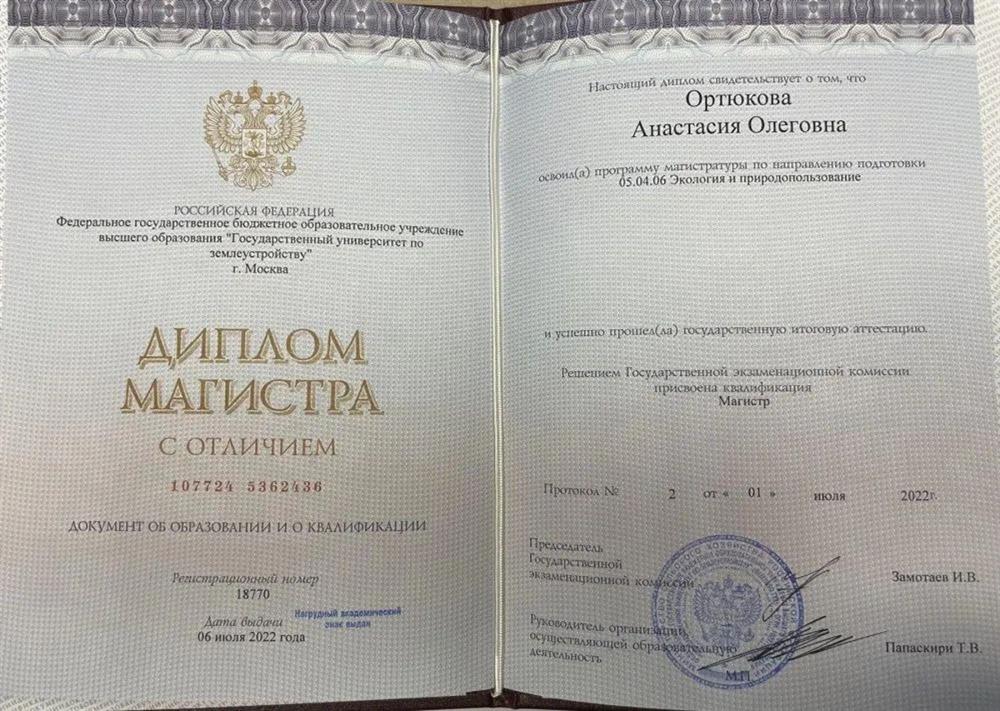 РОССИЙСКАЯ ФЕДЕРАЦИЯ
Федеральное государственное бюджетное образовательное учреждение
высшего образования "Государственный университет по
землеустройству"
г. Москва
ДИПЛОМ
МАГИСТРА
С ОТЛИЧИЕМ
107724 5362436
ДОКУМЕНТ ОБ ОБРАЗОВАНИИ И О КВАЛИФИКАЦИИ
Регистрационный номер
18770
Дата выдачи
06 июля 2022 года
Нагрудный академический
знак выдан
Настоящий диплом свидетельствует о том, что
Ортюкова
Анастасия Олеговна
освоил(а) программу магистратуры по направлению подготовки
05.04.06 Экология и природопользование
и успешно прошел(ла) государственную итоговую аттестацию.
Решением Государственной экзаменационной комиссии
присвоена квалификация
Магистр
Протокол № 2 от « 01 » июля 2022г.
Председатель
Государственной
экзаменационной комиссии
Замотаев И.В.
Руководитель организации,
осуществляющей образовательную
деятельность
Папаскири Т.В.
М.П.